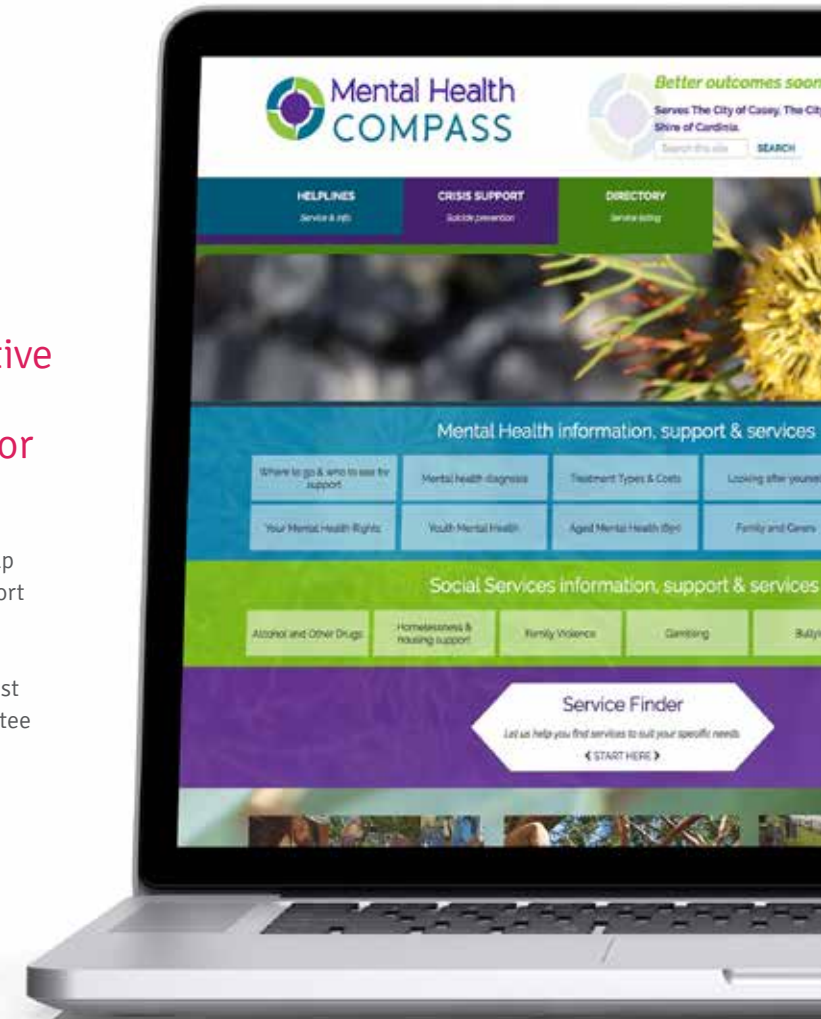 tive
or
p
ort
st
tee
Mental Health
COMPASS
Better outcomes soon
Serves The City of Casey, The City
Shire of Cardinia.
Search this site
SEARCH
HELPLINES
Service & info
CRISIS SUPPORT
Suicide prevention
DIRECTORY
Service listing
Mental Health information, support & services
Where to go & who to see for
support
Mental health diagnosis
Treatment Types & Costs
Looking after yourself
Your Mental Health Rights
Youth Mental Health
Aged Mental Health
Family and Carers
Social Services information, support & services
Alcohol and Other Drugs
Homelessness &
housing support
Family Violence
Gambling
Bullyi
Service Finder
Let us help you find services to suit your specific needs
START HERE